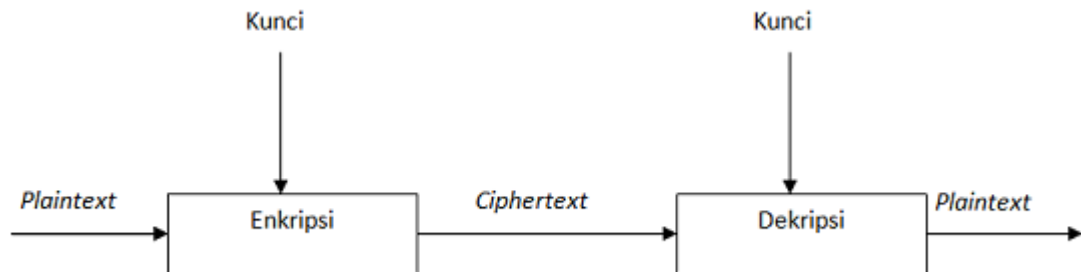 Kunci
Kunci
Plaintext
Enkripsi
Ciphertext
Dekripsi
Plaintext